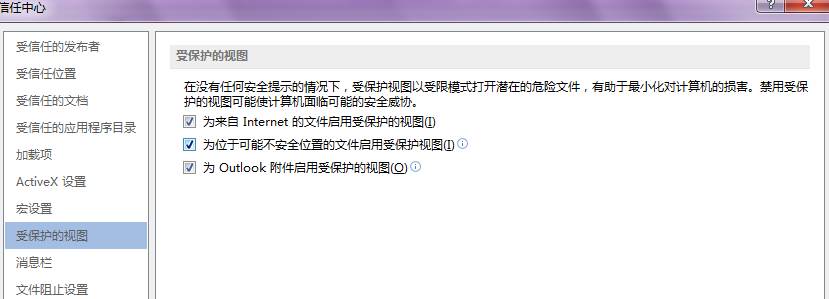 信任中心
受信任的发布者
受信任位置
受信任的文档
受信任的应用程序目录
加载项
ActiveX 设置
宏设置
受保护的视图
消息栏
文件阻止设置
受保护的视图
在没有任何安全提示的情况下，受保护视图以受限模式打开潜在的危险文件，有助于最小化对计算机的损害。禁用受保
护的视图可能使计算机面临可能的安全威胁。
为来自 Internet 的文件启用受保护的视图(I)
为位于可能不安全位置的文件启用受保护视图(I)
为 Outlook 附件启用受保护的视图(O)